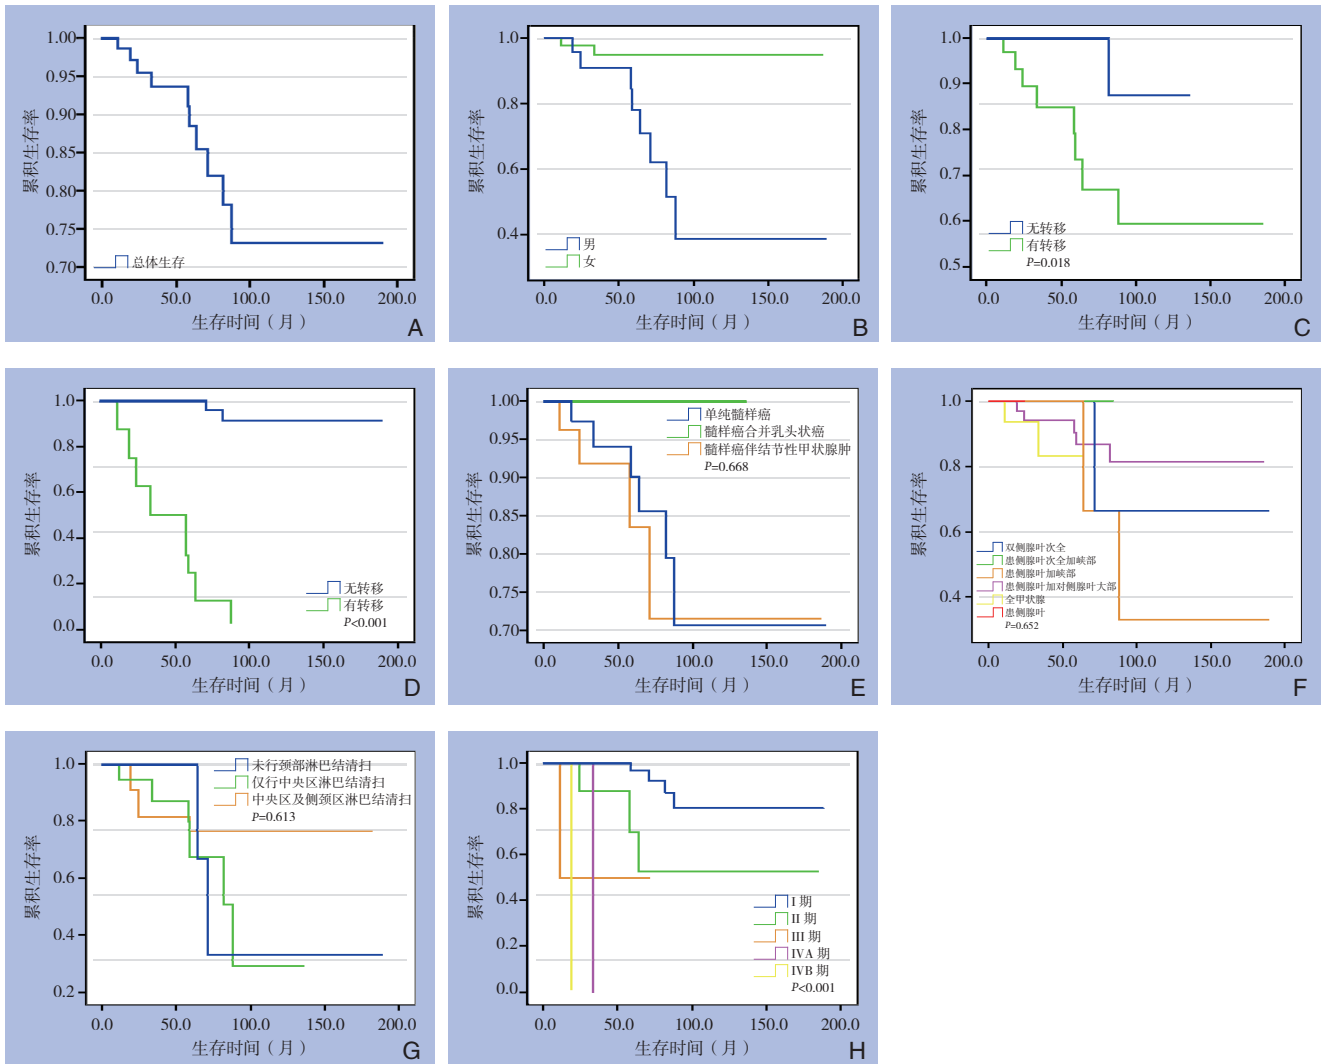 1.00
0.95
0.90
0.85
0.80
0.75
0.70
累积生存率
总体生存
0.0 50.0 100.0 150.0 200.0
生存时间（月）
A
1.0
0.8
0.6
0.4
累积生存率
男
女
0.0 50.0 100.0 150.0 200.0
生存时间（月）
B
1.0
0.9
0.8
0.7
0.6
0.5
累积生存率
无转移
有转移
P=0.018
0.0 50.0 100.0 150.0 200.0
生存时间（月）
C
1.0
0.8
0.6
0.4
0.2
0.0
累积生存率
无转移
有转移
P<0.001
0.0 50.0 100.0 150.0 200.0
生存时间（月）
D
1.00
0.95
0.90
0.85
0.80
0.75
0.70
累积生存率
单纯髓样癌
髓样癌合并乳头状癌
髓样癌伴结节性甲状腺肿
P=0.668
0.0 50.0 100.0 150.0 200.0
生存时间（月）
E
1.0
0.8
0.6
0.4
累积生存率
双侧腺叶次全
患侧腺叶次全加峡部
患侧腺叶加峡部
患侧腺叶加对侧腺叶大部
全甲状腺
患侧腺叶
P=0.652
0.0 50.0 100.0 150.0 200.0
生存时间（月）
F
1.0
0.8
0.6
0.4
0.2
累积生存率
未行颈部淋巴结清扫
仅行中央区淋巴结清扫
中央区及侧颈区淋巴结清扫
P=0.613
0.0 50.0 100.0 150.0 200.0
生存时间（月）
G
1.0
0.8
0.6
0.4
0.2
0.0
累积生存率
I 期
II 期
III 期
IVA 期
IVB 期
P<0.001
0.0 50.0 100.0 150.0 200.0
生存时间（月）
H